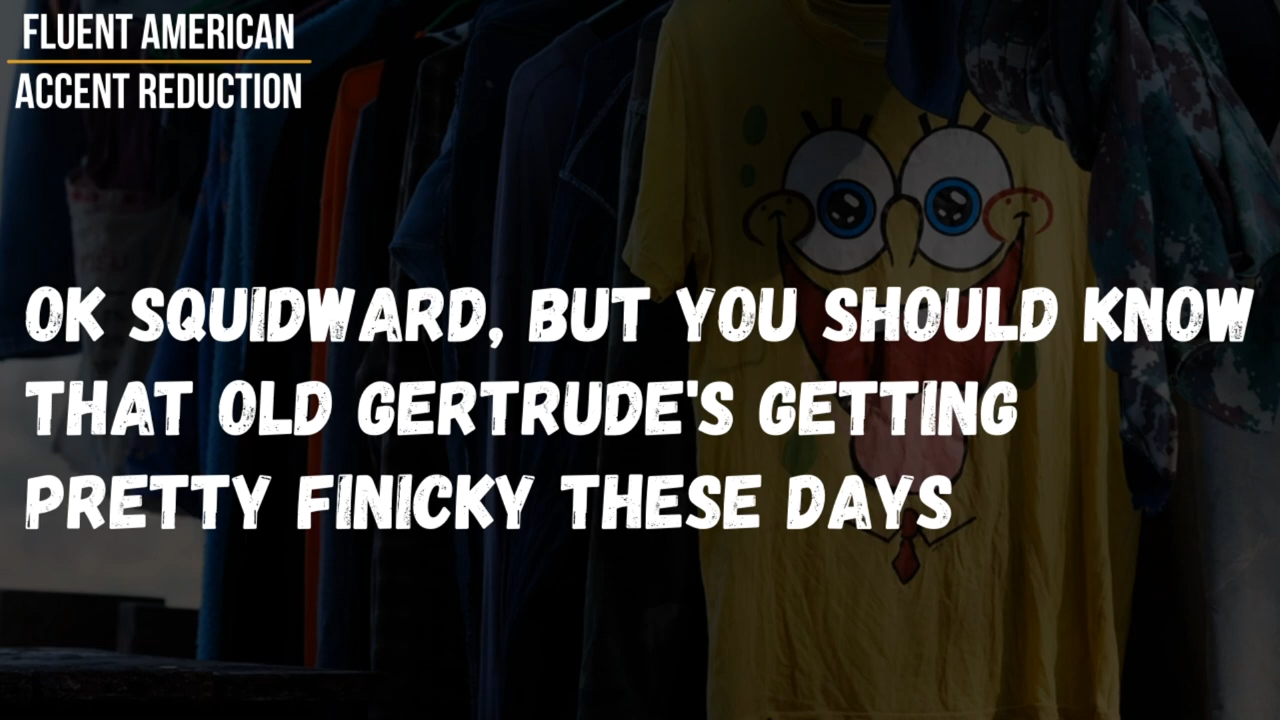 FLUENT AMERICAN
ACCENT REDUCTION
OK SQUIDWARD, BUT YOU SHOULD KNOW
THAT OLD GERTRUDE'S GETTING
PRETTY FINICKY THESE DAYS